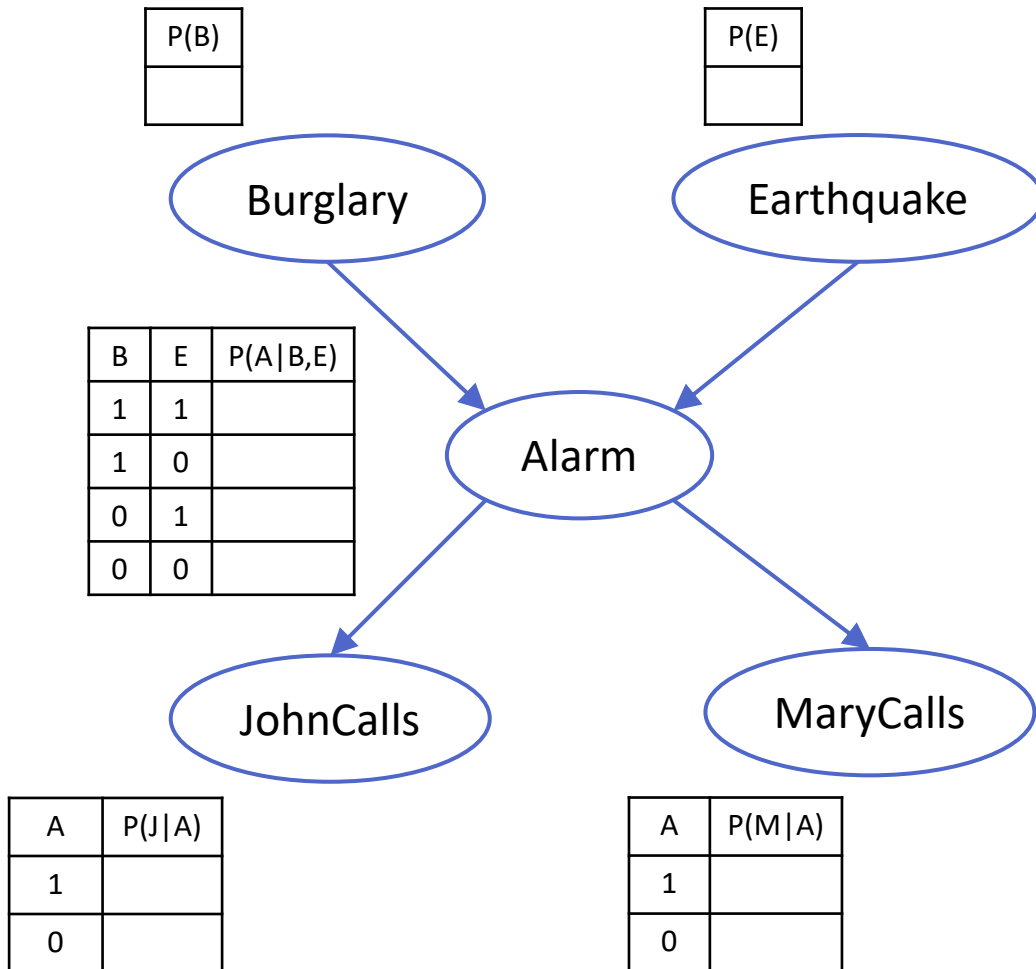 P(B)
P(E)
Burglary
Earthquake
B E P(A|B,E)
1 1
1 0
0 1
0 0
Alarm
JohnCalls
MaryCalls
A P(J|A)
1
0
A P(M|A)
1
0